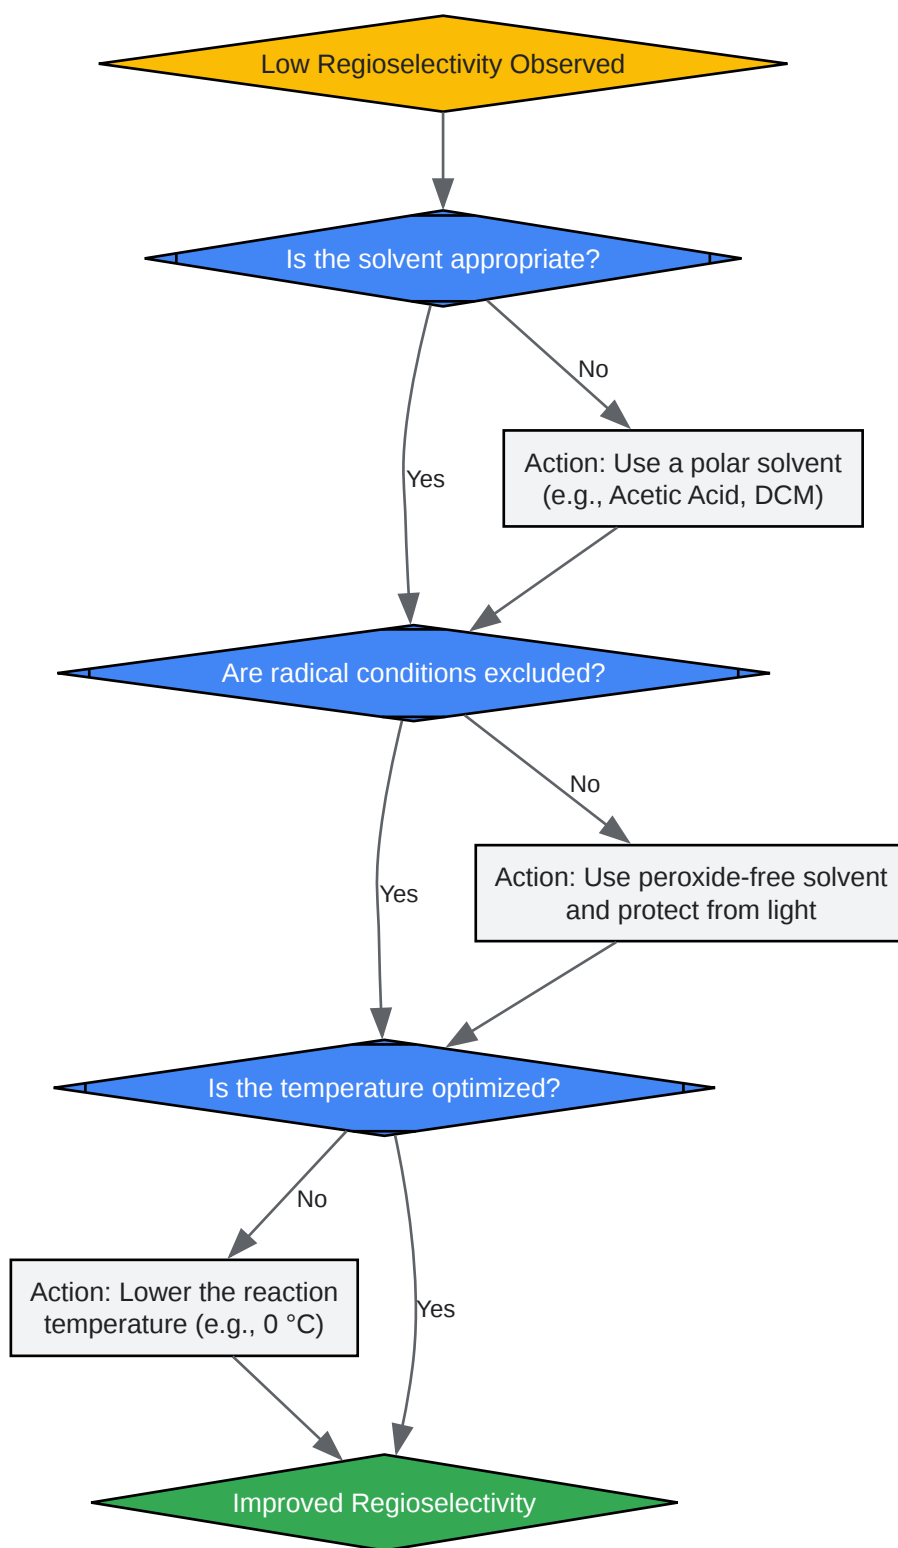 Low Regioselectivity Observed
Is the solvent appropriate?
No
Action: Use a polar solvent
(e.g., Acetic Acid, DCM)
Yes
Are radical conditions excluded?
No
Action: Use peroxide-free solvent
and protect from light
Yes
Is the temperature optimized?
No
Action: Lower the reaction
temperature (e.g., 0 °C)
Yes
Improved Regioselectivity